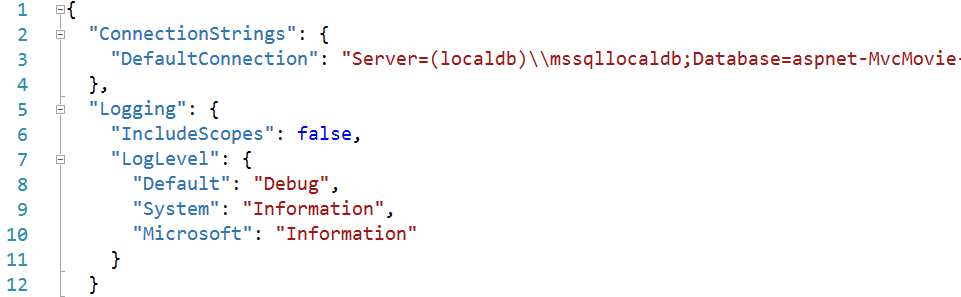 1 {
2   "ConnectionStrings": {
3     "DefaultConnection": "Server=(localdb)\\mssqllocaldb;Database=aspnet-MvcMovie-
4   },
5   "Logging": {
6     "IncludeScopes": false,
7     "LogLevel": {
8       "Default": "Debug",
9       "System": "Information",
10       "Microsoft": "Information"
11     }
12   }